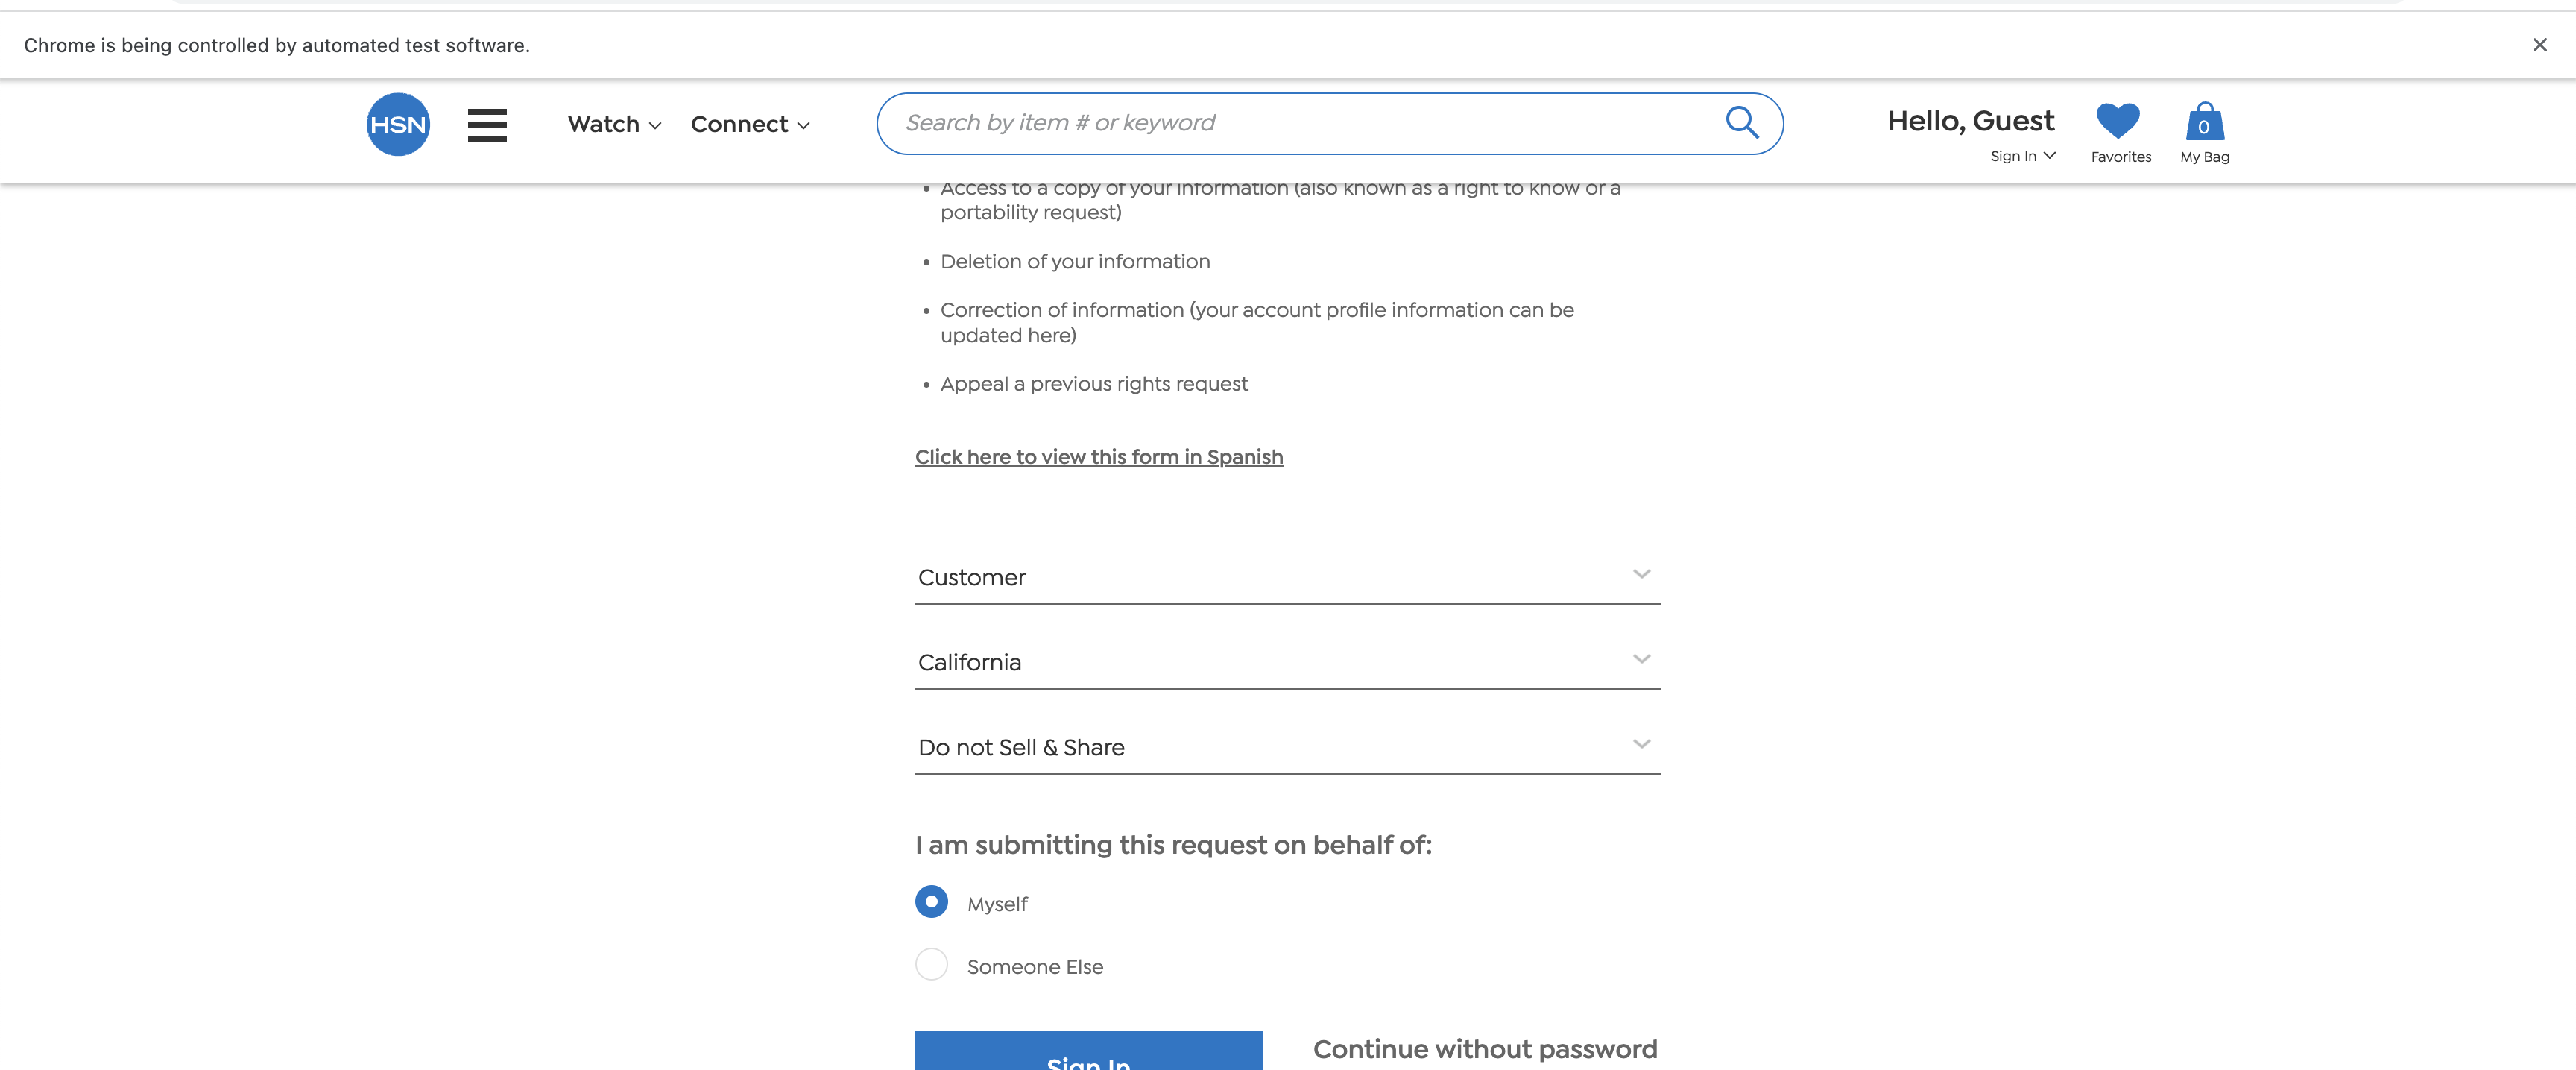 Chrome is being controlled by automated test software.
HSN
Watch
Connect
Search by item # or keyword
Hello, Guest
Sign In
Favorites
0
My Bag
Access to a copy of your information (also known as a right to know or a
portability request)
Deletion of your information
Correction of information (your account profile information can be
updated here)
Appeal a previous rights request
Click here to view this form in Spanish
Customer
California
Do not Sell & Share
I am submitting this request on behalf of:
Myself
Someone Else
Sign In
Continue without password